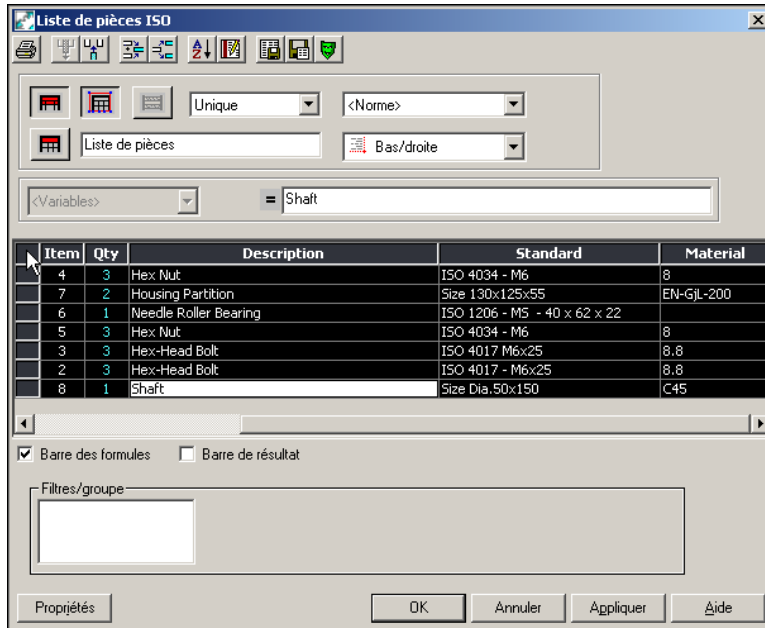 Liste de pièces ISO
Unique <Norme>
Liste de pièces Bas/droite
<Variables> = Shaft
Item Qty Description Standard Material
4 3 Hex Nut ISO 4034 - M6 8
7 2 Housing Partition Size 130x125x55 EN-GjL-200
6 1 Needle Roller Bearing ISO 1206 - MS - 40 x 62 x 22
5 3 Hex Nut ISO 4034 - M6 8
3 3 Hex-Head Bolt ISO 4017 M6x25 8.8
2 3 Hex-Head Bolt ISO 4017 - M6x25 8.8
8 1 Shaft Size Dia.50x150 C45
Barre des formules Barre de résultat
Filtres/groupe
Propriétés OK Annuler Appliquer Aide